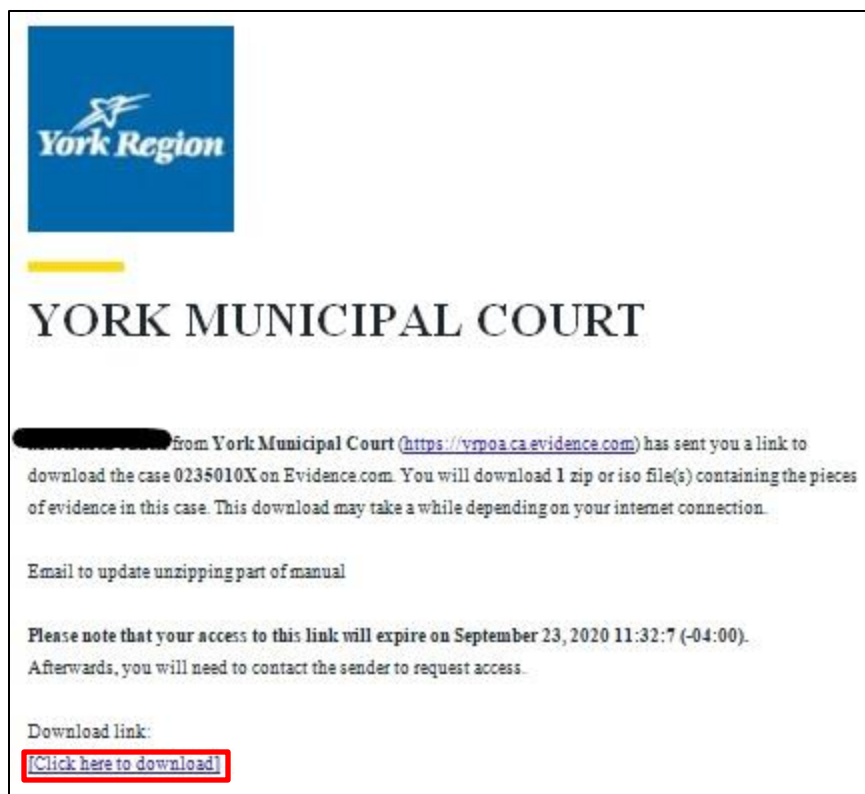 York Region
YORK MUNICIPAL COURT
from York Municipal Court (https://yrpoa.ca.evidence.com) has sent you a link to
download the case 0235010X on Evidence.com. You will download 1 zip or iso file(s) containing the pieces
of evidence in this case. This download may take a while depending on your internet connection.
Email to update unzipping part of manual
Please note that your access to this link will expire on September 23, 2020 11:32:7 (-04:00).
Afterwards, you will need to contact the sender to request access.
Download link:
[Click here to download]